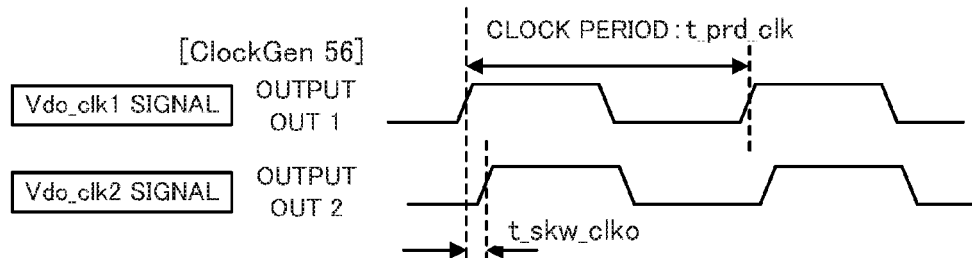 CLOCK PERIOD : t_prd_clk
[ClockGen 56]
Vdo_clk1 SIGNAL
OUTPUT
OUT 1
Vdo_clk2 SIGNAL
OUTPUT
OUT 2
t_skw_clko